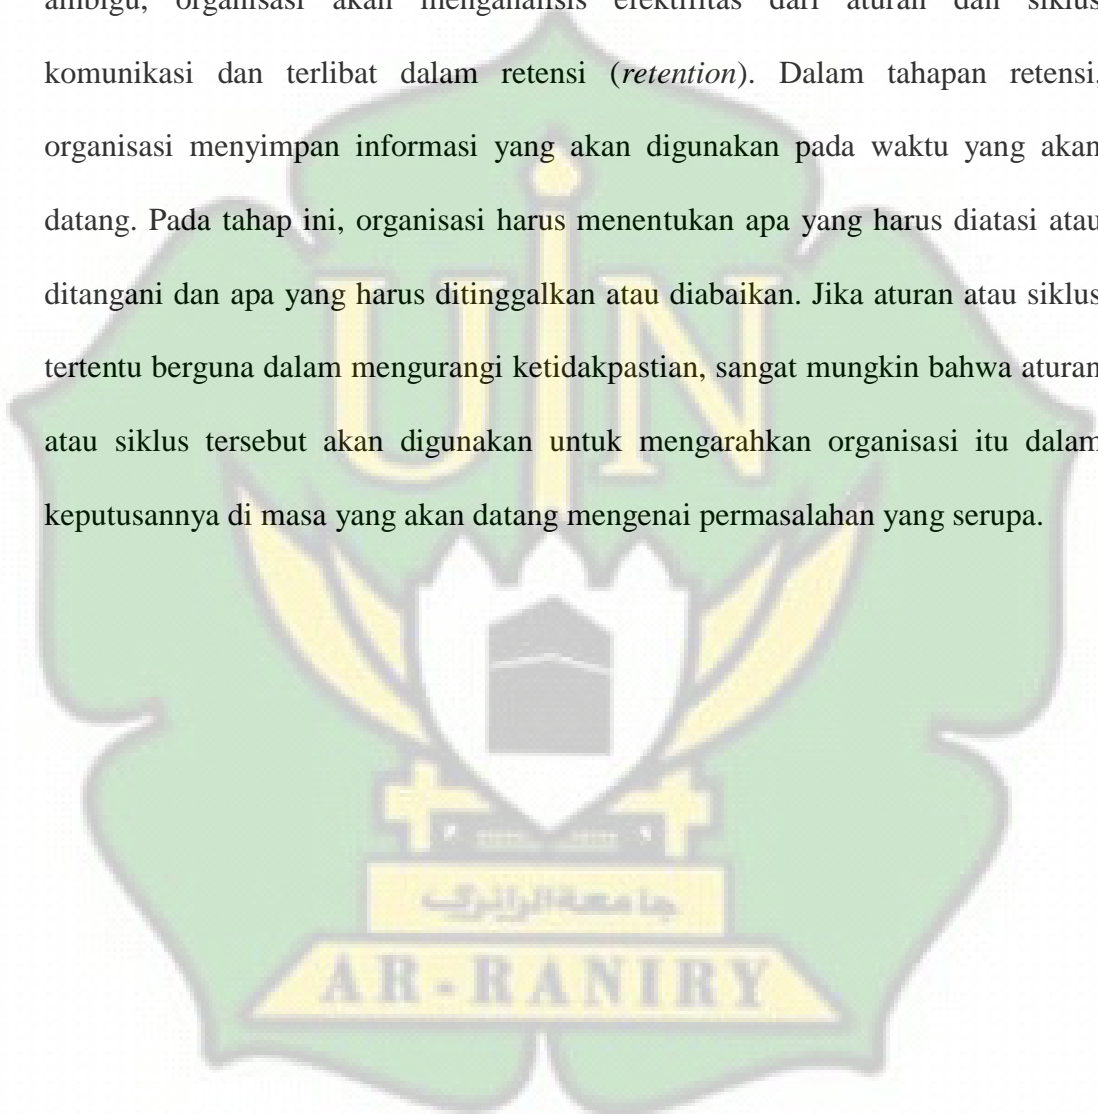 ambigu, organisasi akan menganalisis efektifitas dari aturan dan siklus
komunikasi dan terlibat dalam retensi (retention). Dalam tahapan retensi,
organisasi menyimpan informasi yang akan digunakan pada waktu yang akan
datang. Pada tahap ini, organisasi harus menentukan apa yang harus diatasi atau
ditangani dan apa yang harus ditinggalkan atau diabaikan. Jika aturan atau siklus
tertentu berguna dalam mengurangi ketidakpastian, sangat mungkin bahwa aturan
atau siklus tersebut akan digunakan untuk mengarahkan organisasi itu dalam
keputusannya di masa yang akan datang mengenai permasalahan yang serupa.
UIN
جامعة الرانري
AR-RANIRY